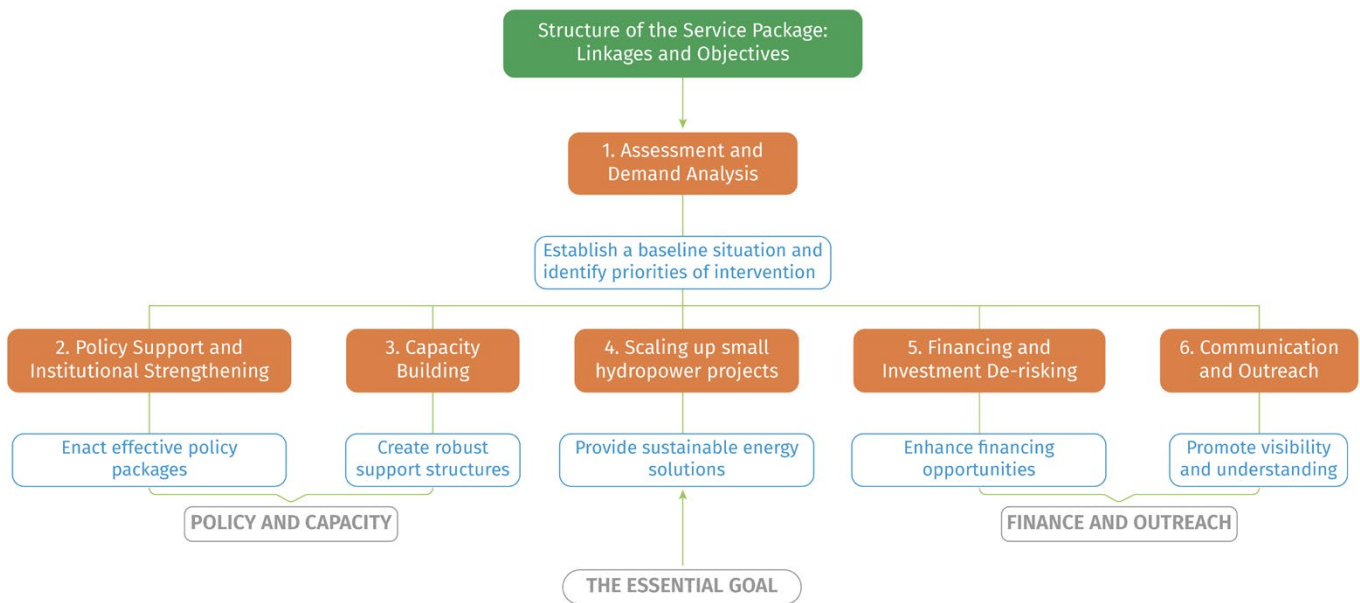 Structure of the Service Package:
Linkages and Objectives
1. Assessment and
Demand Analysis
Establish a baseline situation and
identify priorities of intervention
2. Policy Support and
Institutional Strengthening
3. Capacity
Building
4. Scaling up small
hydropower projects
5. Financing and
Investment De-risking
6. Communication
and Outreach
Enact effective policy
packages
Create robust
support structures
Provide sustainable energy
solutions
Enhance financing
opportunities
Promote visibility
and understanding
POLICY AND CAPACITY
FINANCE AND OUTREACH
THE ESSENTIAL GOAL